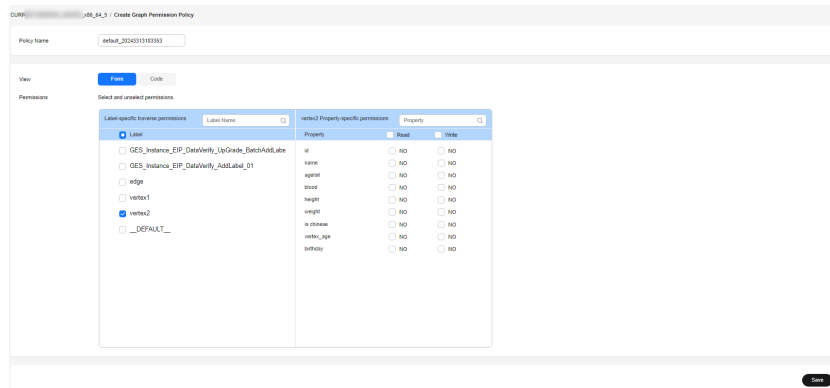 CURR x86_64_5 / Create Graph Permission Policy
Policy Name default_20243313183353
View Form Code
Permissions Select and unselect permissions.
Label-specific traverse permissions Label Name vertex2 Property-specific permissions Property
Label Property Read Write
GES_Instance_EIP_DataVerify_UpGrade_BatchAddLabe id NO NO
GES_Instance_EIP_DataVerify_AddLabel_01 name NO NO
edge agelist NO NO
vertex1 blood NO NO
vertex2 height NO NO
__DEFAULT__ weight NO NO
is chinese NO NO
vertex_age NO NO
birthday NO NO
Save